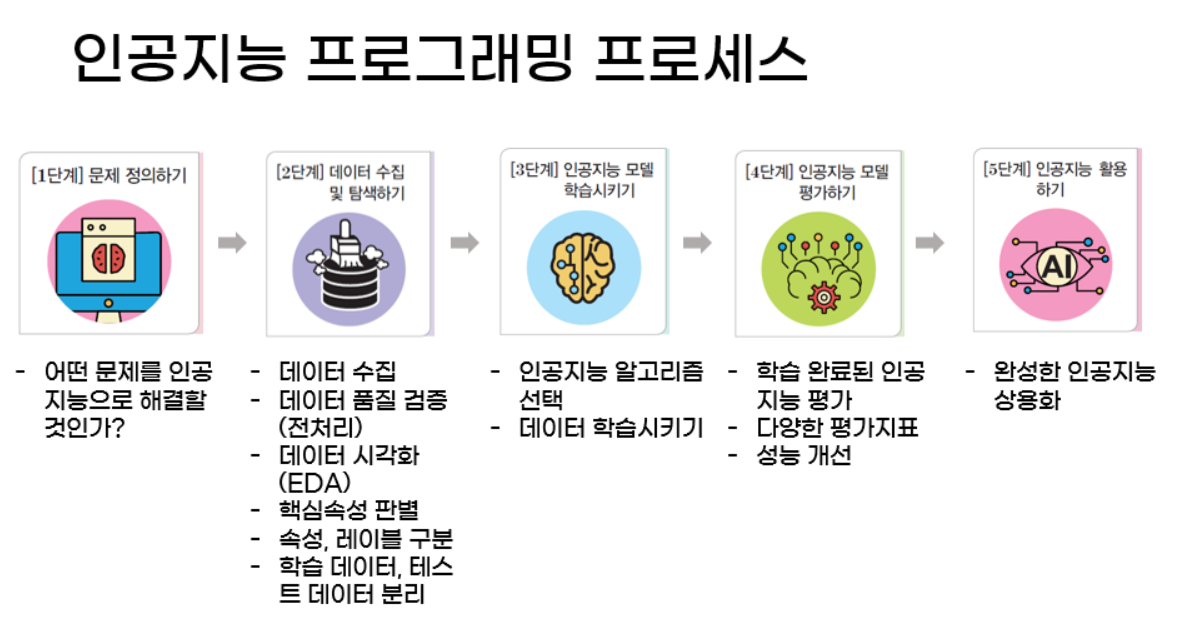 인공지능 프로그래밍 프로세스
[1단계] 문제 정의하기
[2단계] 데이터 수집
및 탐색하기
[3단계] 인공지능 모델
학습시키기
[4단계] 인공지능 모델
평가하기
[5단계] 인공지능 활용
하기
AI
- 어떤 문제를 인공
지능으로 해결할
것인가?
- 데이터 수집
- 데이터 품질 검증
(전처리)
- 데이터 시각화
(EDA)
- 핵심속성 판별
- 속성, 레이블 구분
- 학습 데이터, 테스
트 데이터 분리
- 인공지능 알고리즘
선택
- 데이터 학습시키기
- 학습 완료된 인공
지능 평가
- 다양한 평가지표
- 성능 개선
- 완성한 인공지능
상용화